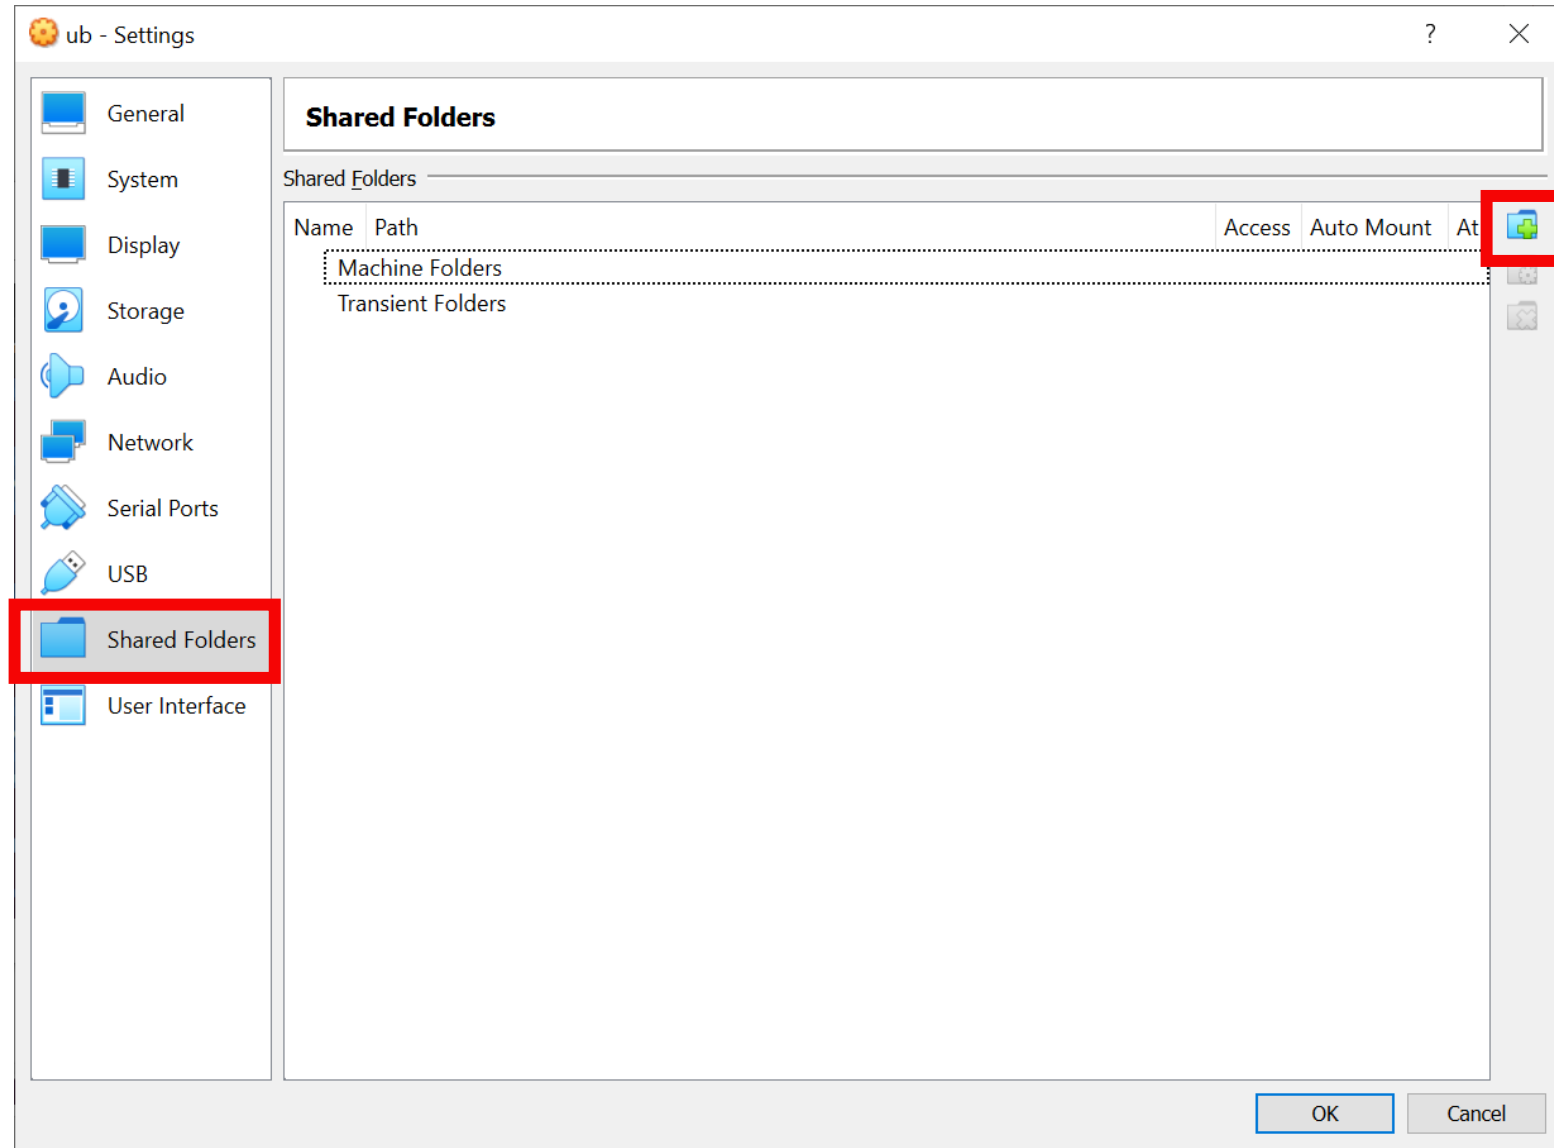 ub - Settings
?
General
System
Display
Storage
Audio
Network
Serial Ports
USB
Shared Folders
User Interface
Shared Folders
Shared Folders
Name Path Access Auto Mount At
Machine Folders
Transient Folders
OK Cancel